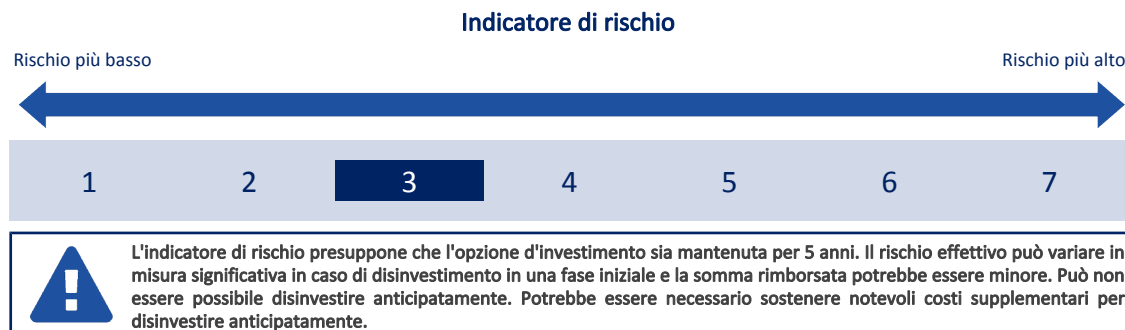 Indicatore di rischio
Rischio più basso
Rischio più alto
1 2 3 4 5 6 7
L'indicatore di rischio presuppone che l'opzione d'investimento sia mantenuta per 5 anni. Il rischio effettivo può variare in
misura significativa in caso di disinvestimento in una fase iniziale e la somma rimborsata potrebbe essere minore. Può non
essere possibile disinvestire anticipatamente. Potrebbe essere necessario sostenere notevoli costi supplementari per
disinvestire anticipatamente.